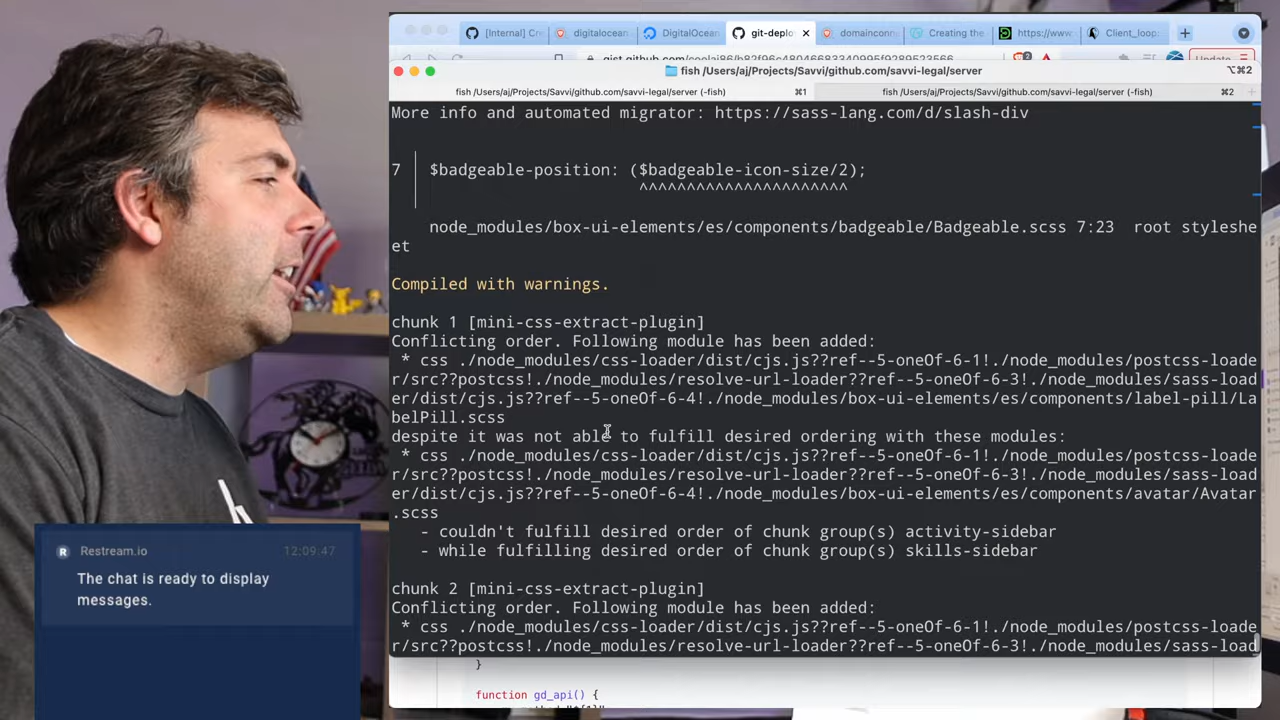 [Internal] Cr
digitalocean
DigitalOcean
git-deplo
domainconn
Creating the
https://www
Client_loop
fish /Users/aj/Projects/Savvi/github.com/savvi-legal/server
⌥⌘2
fish /Users/aj/Projects/Savvi/github.com/savvi-legal/server (-fish)
⌘1
fish /Users/aj/Projects/Savvi/github.com/savvi-legal/server (-fish)
⌘2
More info and automated migrator: https://sass-lang.com/d/slash-div
7 │ $badgeable-position: ($badgeable-icon-size/2);
^^^^^^^^^^^^^^^^^^^^^^
node_modules/box-ui-elements/es/components/badgeable/Badgeable.scss 7:23  root styleshe
et
Compiled with warnings.
chunk 1 [mini-css-extract-plugin]
Conflicting order. Following module has been added:
* css ./node_modules/css-loader/dist/cjs.js??ref--5-oneOf-6-1!./node_modules/postcss-loade
r/src??postcss!./node_modules/resolve-url-loader??ref--5-oneOf-6-3!./node_modules/sass-load
er/dist/cjs.js??ref--5-oneOf-6-4!./node_modules/box-ui-elements/es/components/label-pill/La
belPill.scss
despite it was not able to fulfill desired ordering with these modules:
* css ./node_modules/css-loader/dist/cjs.js??ref--5-oneOf-6-1!./node_modules/postcss-loade
r/src??postcss!./node_modules/resolve-url-loader??ref--5-oneOf-6-3!./node_modules/sass-load
er/dist/cjs.js??ref--5-oneOf-6-4!./node_modules/box-ui-elements/es/components/avatar/Avatar
.scss
- couldn't fulfill desired order of chunk group(s) activity-sidebar
- while fulfilling desired order of chunk group(s) skills-sidebar
chunk 2 [mini-css-extract-plugin]
Conflicting order. Following module has been added:
* css ./node_modules/css-loader/dist/cjs.js??ref--5-oneOf-6-1!./node_modules/postcss-loade
r/src??postcss!./node_modules/resolve-url-loader??ref--5-oneOf-6-3!./node_modules/sass-load
}
function gd_api() {
R Restream.io 12:09:47
The chat is ready to display
messages.